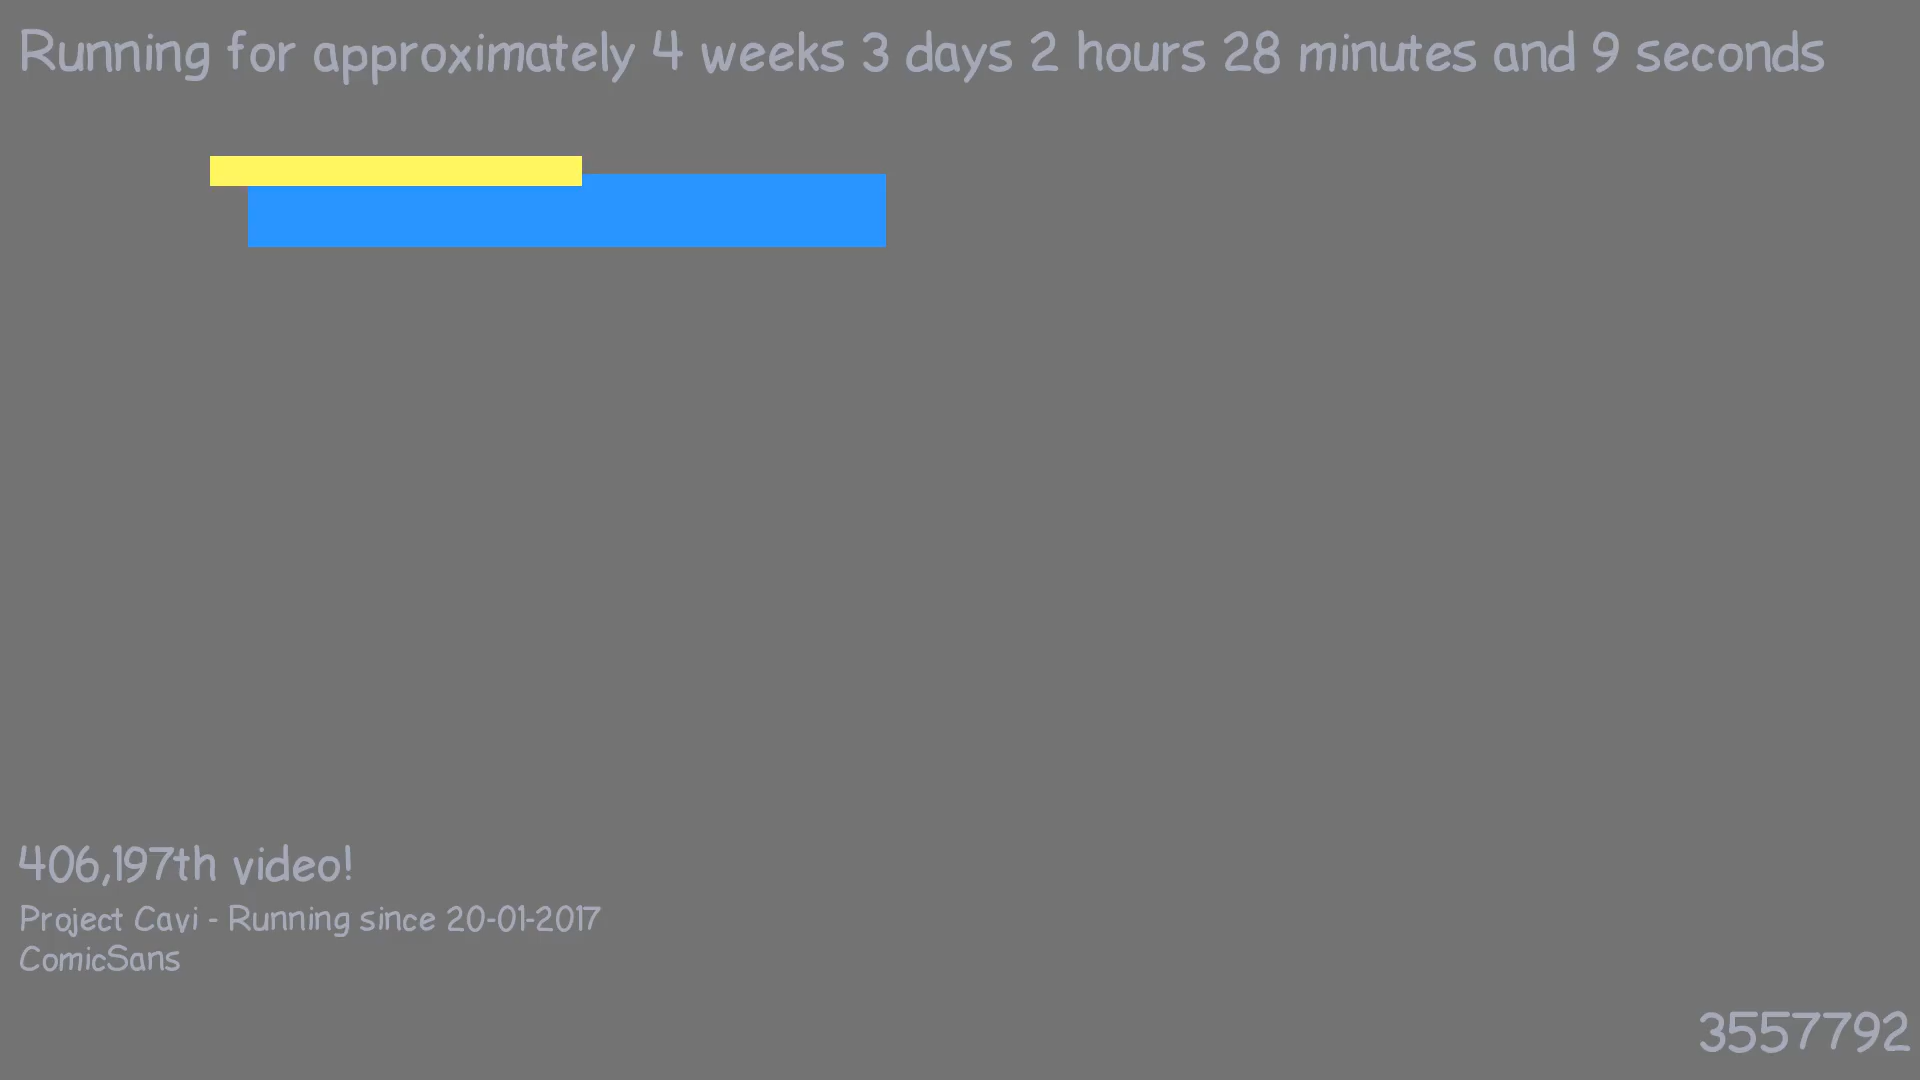 Running for approximately 4 weeks 3 days 2 hours 28 minutes and 9 seconds
406,197th video!
Project Cavi - Running since 20-01-2017
ComicSans
3557792